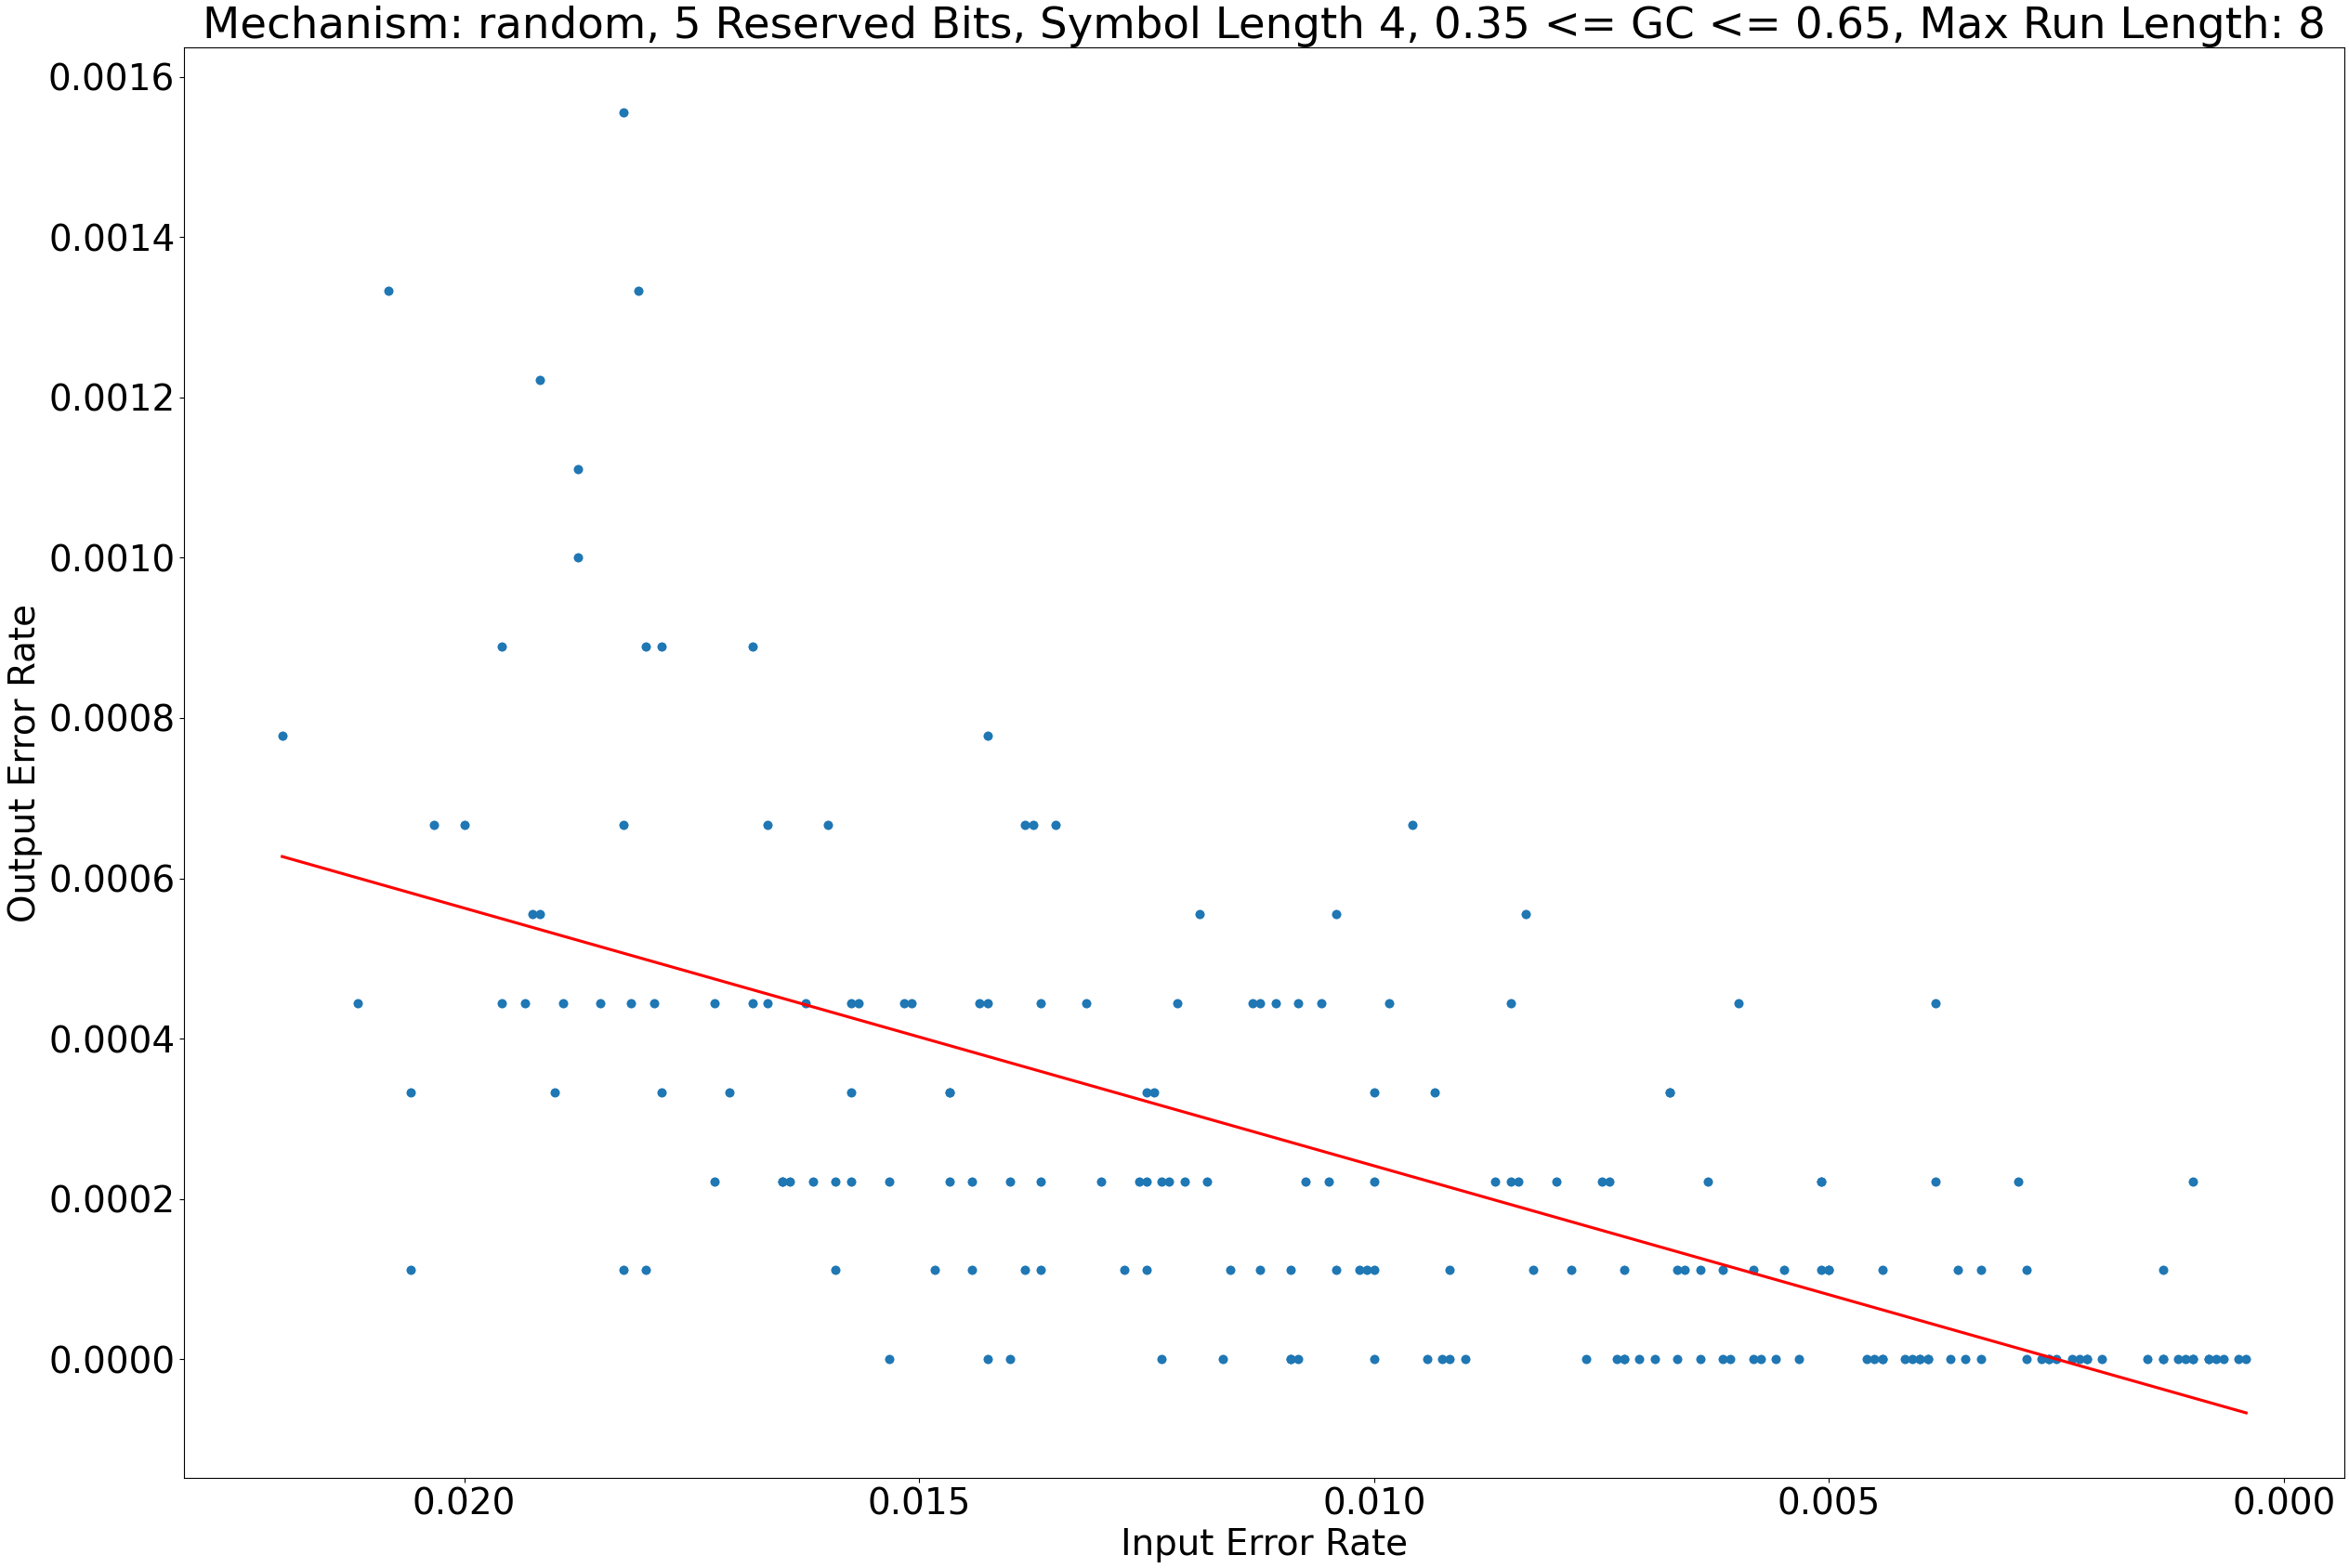 Mechanism: random, 5 Reserved Bits, Symbol Length 4, 0.35 <= GC <= 0.65, Max Run Length: 8
0.0016
0.0014
0.0012
0.0010
0.0008
0.0006
0.0004
0.0002
0.0000
Output Error Rate
0.020 0.015 0.010 0.005 0.000
Input Error Rate